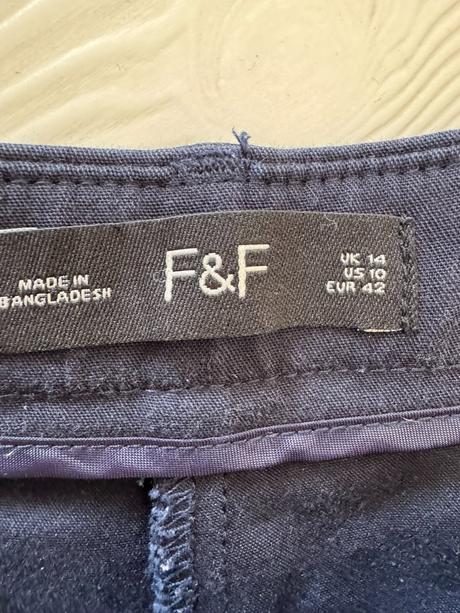 MADE IN
BANGLADESH
F&F
UK 14
US 10
EUR 42